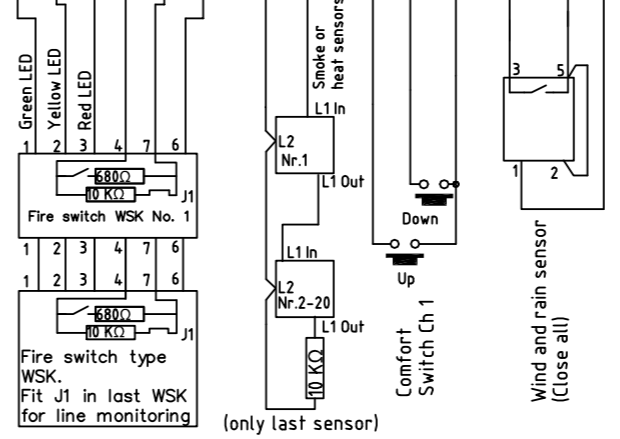 Green LED
Yellow LED
Red LED
1 2 3 4 7 6
680Ω
10 KΩ J1
Fire switch WSK No. 1
1 2 3 4 7 6
1 2 3 4 7 6
680Ω
10 KΩ J1
Fire switch type
WSK.
Fit J1 in last WSK
for line monitoring
Smoke or
heat sensors
L1 In
L2
Nr.1
L1 Out
L1 In
L2
Nr.2-20
L1 Out
10 KΩ
(only last sensor)
Down
Up
Comfort
Switch Ch 1
3 5
1 2
Wind and rain sensor
(Close all)